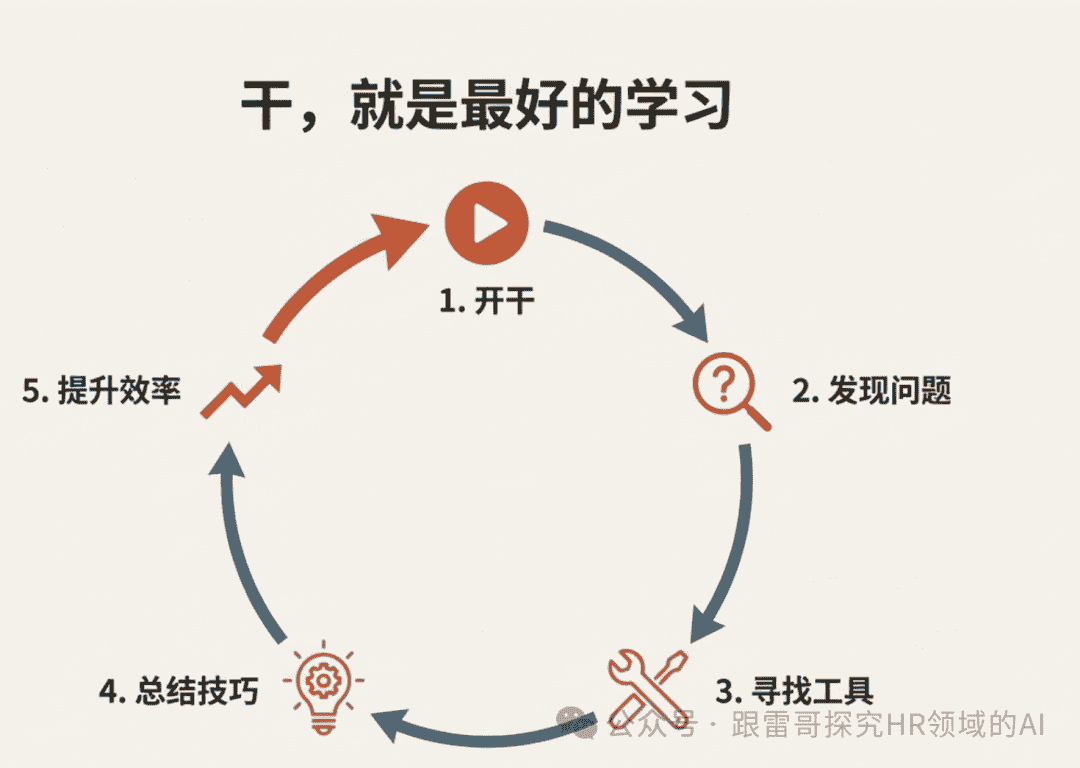 干，就是最好的学习
1. 开干
5. 提升效率
2. 发现问题
4. 总结技巧
3. 寻找工具
公众号 · 跟雷哥探究HR领域的AI